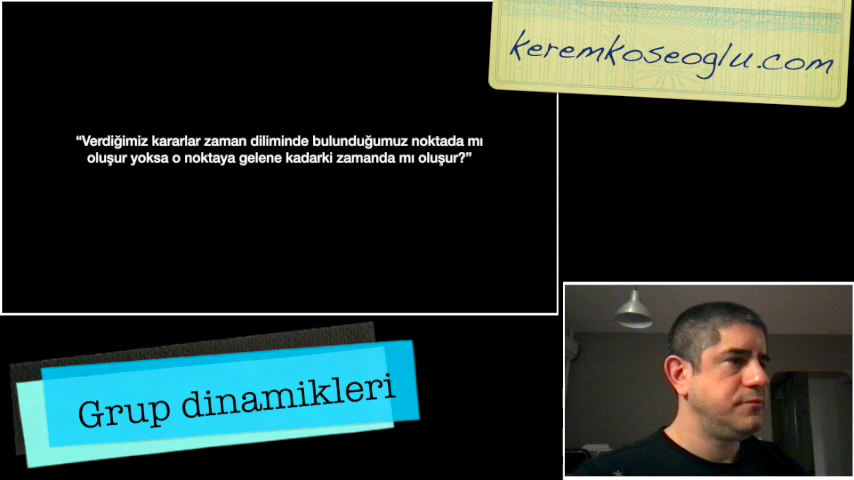 keremkoseoglu.com
“Verdiğimiz kararlar zaman diliminde bulunduğumuz noktada mı
oluşur yoksa o noktaya gelene kadarki zamanda mı oluşur?”
Grup dinamikleri